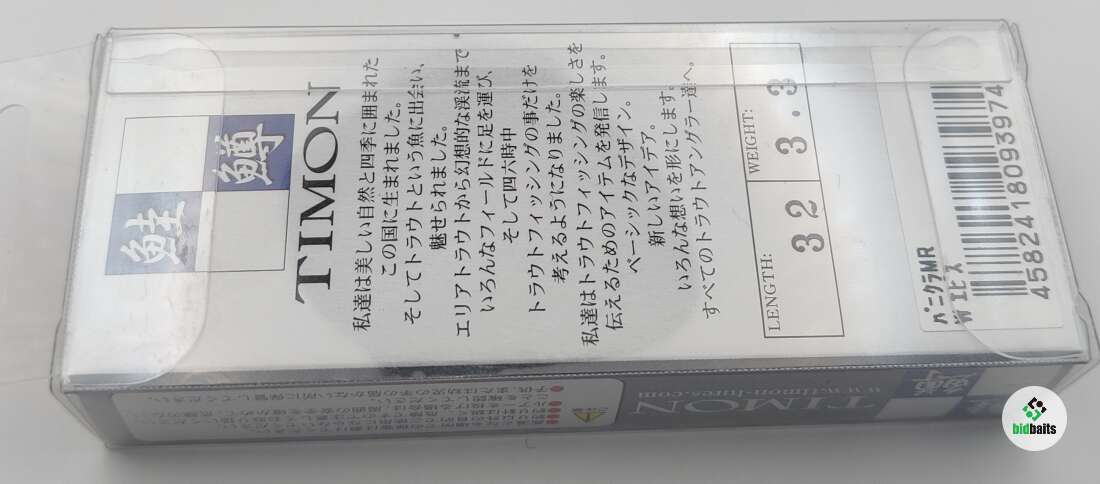 鮭
鱒
TIMON
私達は美しい自然と四季に囲まれた
この国に生まれました。
そしてトラウトという魚に出会い、
魅せられました。
エリアトラウトから幻想的な渓流まで
いろんなフィールドに足を運び、
そして四六時中
トラウトフィッシングの事だけを
考えるようになりました。
私達はトラウトフィッシングの楽しさを
伝えるためのアイテムを発信します。
ベーシックなデザイン。
新しいアイデア。
いろんな想いを形にします。
すべてのトラウトアングラー達へ。
LENGTH: WEIGHT:
32 3.3
パニクラMR
Wエビス
4582418093974
鱒
TIMON
www.timon-lures.com
bidbaits